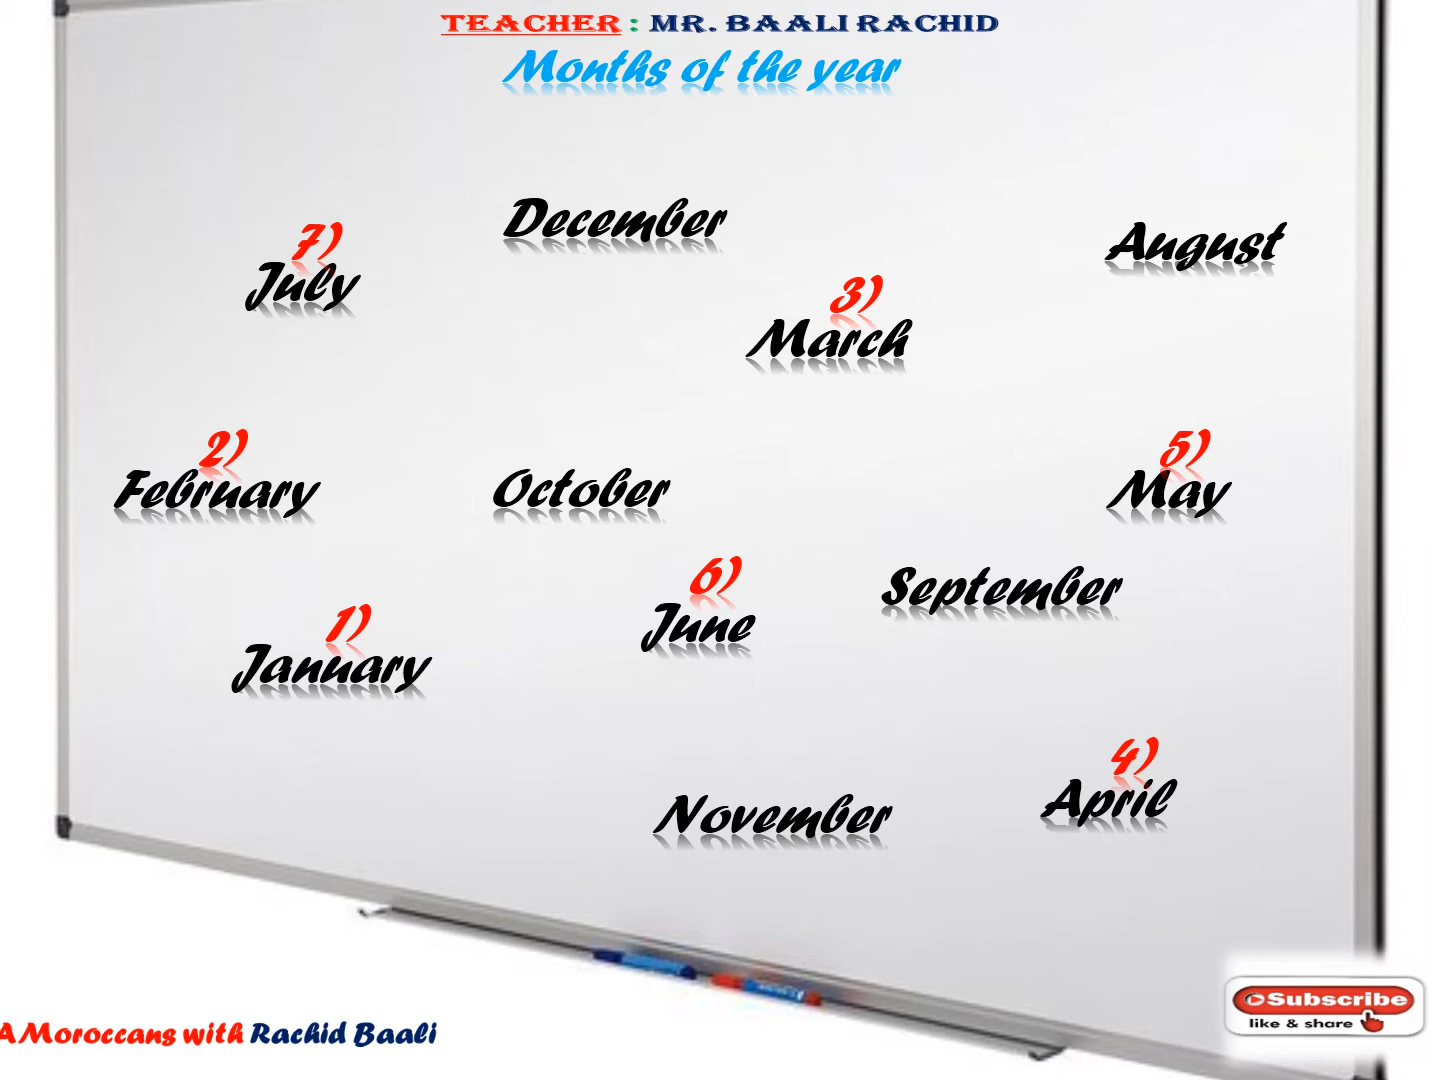 TEACHER : MR. BAALI RACHID
Months of the year
December
7)
July
August
3)
March
2)
February
October
5)
May
6)
June
September
1)
January
4)
April
November
Subscribe
like & share
A Moroccans with Rachid Baali